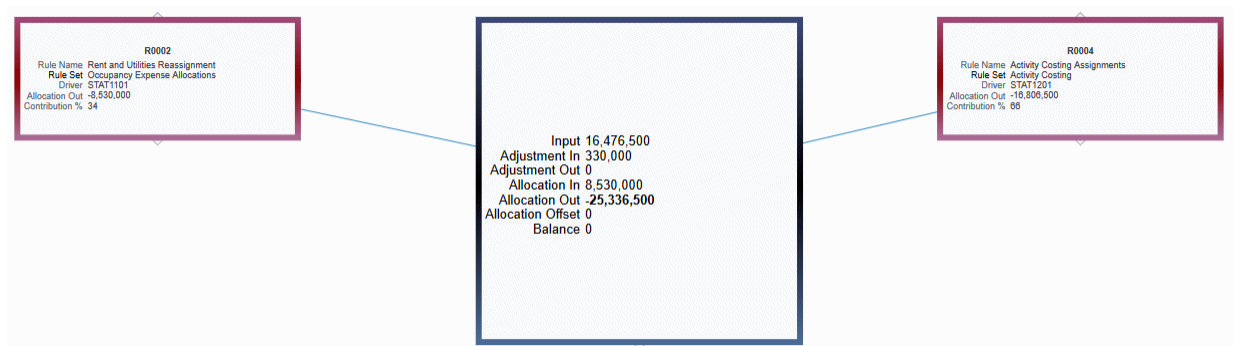 R0002
Rule Name Rent and Utilities Reassignment
Rule Set Occupancy Expense Allocations
Driver STAT1101
Allocation Out -8,530,000
Contribution % 34
Input 16,476,500
Adjustment In 330,000
Adjustment Out 0
Allocation In 8,530,000
Allocation Out -25,336,500
Allocation Offset 0
Balance 0
R0004
Rule Name Activity Costing Assignments
Rule Set Activity Costing
Driver STAT1201
Allocation Out -16,806,500
Contribution % 66